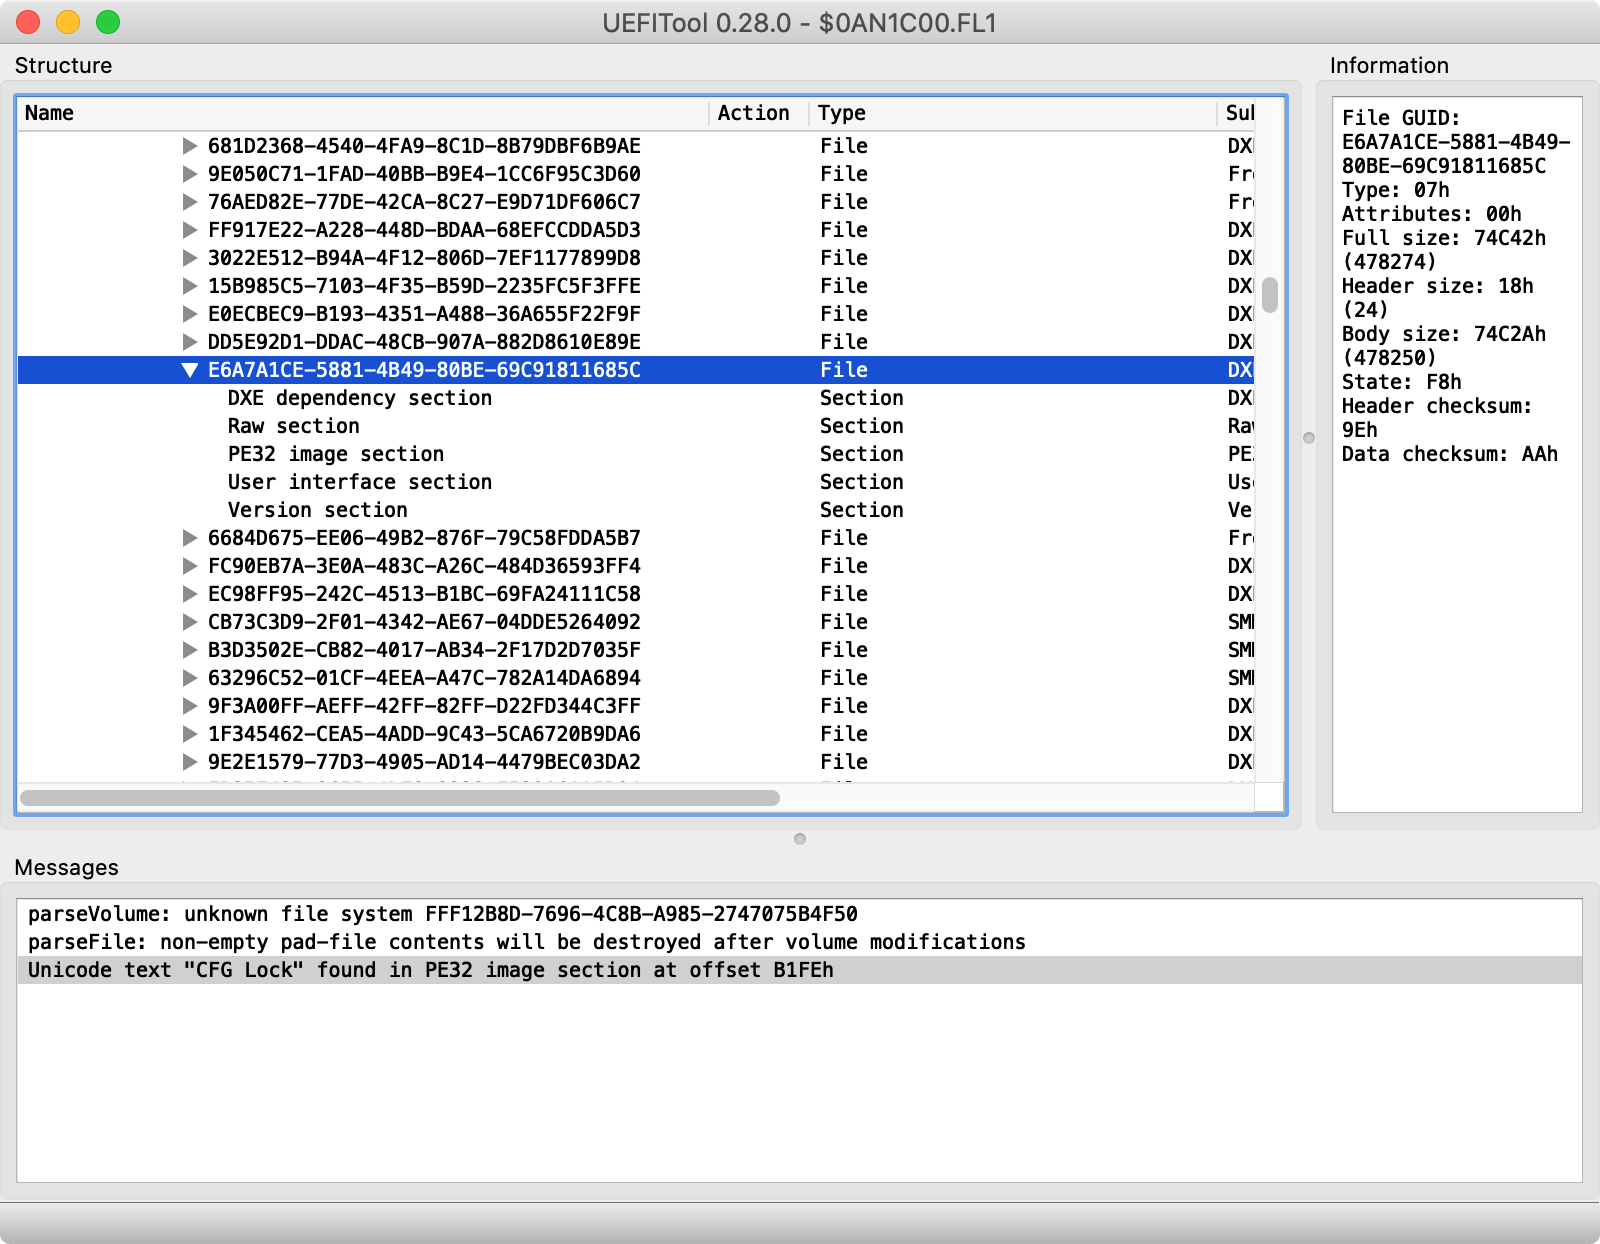 UEFITool 0.28.0 - $0AN1C00.FL1
Structure
Information
Name Action Type Sul
681D2368-4540-4FA9-8C1D-8B79DBF6B9AE File DX
9E050C71-1FAD-40BB-B9E4-1CC6F95C3D60 File Fr
76AED82E-77DE-42CA-8C27-E9D71DF606C7 File Fr
FF917E22-A228-448D-BDAA-68EFCCDDA5D3 File DX
3022E512-B94A-4F12-806D-7EF1177899D8 File DX
15B985C5-7103-4F35-B59D-2235FC5F3FFE File DX
E0ECBEC9-B193-4351-A488-36A655F22F9F File DX
DD5E92D1-DDAC-48CB-907A-882D8610E89E File DX
E6A7A1CE-5881-4B49-80BE-69C91811685C File DX
DXE dependency section Section DX
Raw section Section Raw
PE32 image section Section PE
User interface section Section Us
Version section Section Ve
6684D675-EE06-49B2-876F-79C58FDDA5B7 File Fr
FC90EB7A-3E0A-483C-A26C-484D36593FF4 File DX
EC98FF95-242C-4513-B1BC-69FA24111C58 File DX
CB73C3D9-2F01-4342-AE67-04DDE5264092 File SM
B3D3502E-CB82-4017-AB34-2F17D2D7035F File SM
63296C52-01CF-4EEA-A47C-782A14DA6894 File SM
9F3A00FF-AEFF-42FF-82FF-D22FD344C3FF File DX
1F345462-CEA5-4ADD-9C43-5CA6720B9DA6 File DX
9E2E1579-77D3-4905-AD14-4479BEC03DA2 File DX
File GUID:
E6A7A1CE-5881-4B49-
80BE-69C91811685C
Type: 07h
Attributes: 00h
Full size: 74C42h
(478274)
Header size: 18h
(24)
Body size: 74C2Ah
(478250)
State: F8h
Header checksum:
9Eh
Data checksum: AAh
Messages
parseVolume: unknown file system FFF12B8D-7696-4C8B-A985-2747075B4F50
parseFile: non-empty pad-file contents will be destroyed after volume modifications
Unicode text "CFG Lock" found in PE32 image section at offset B1FEh